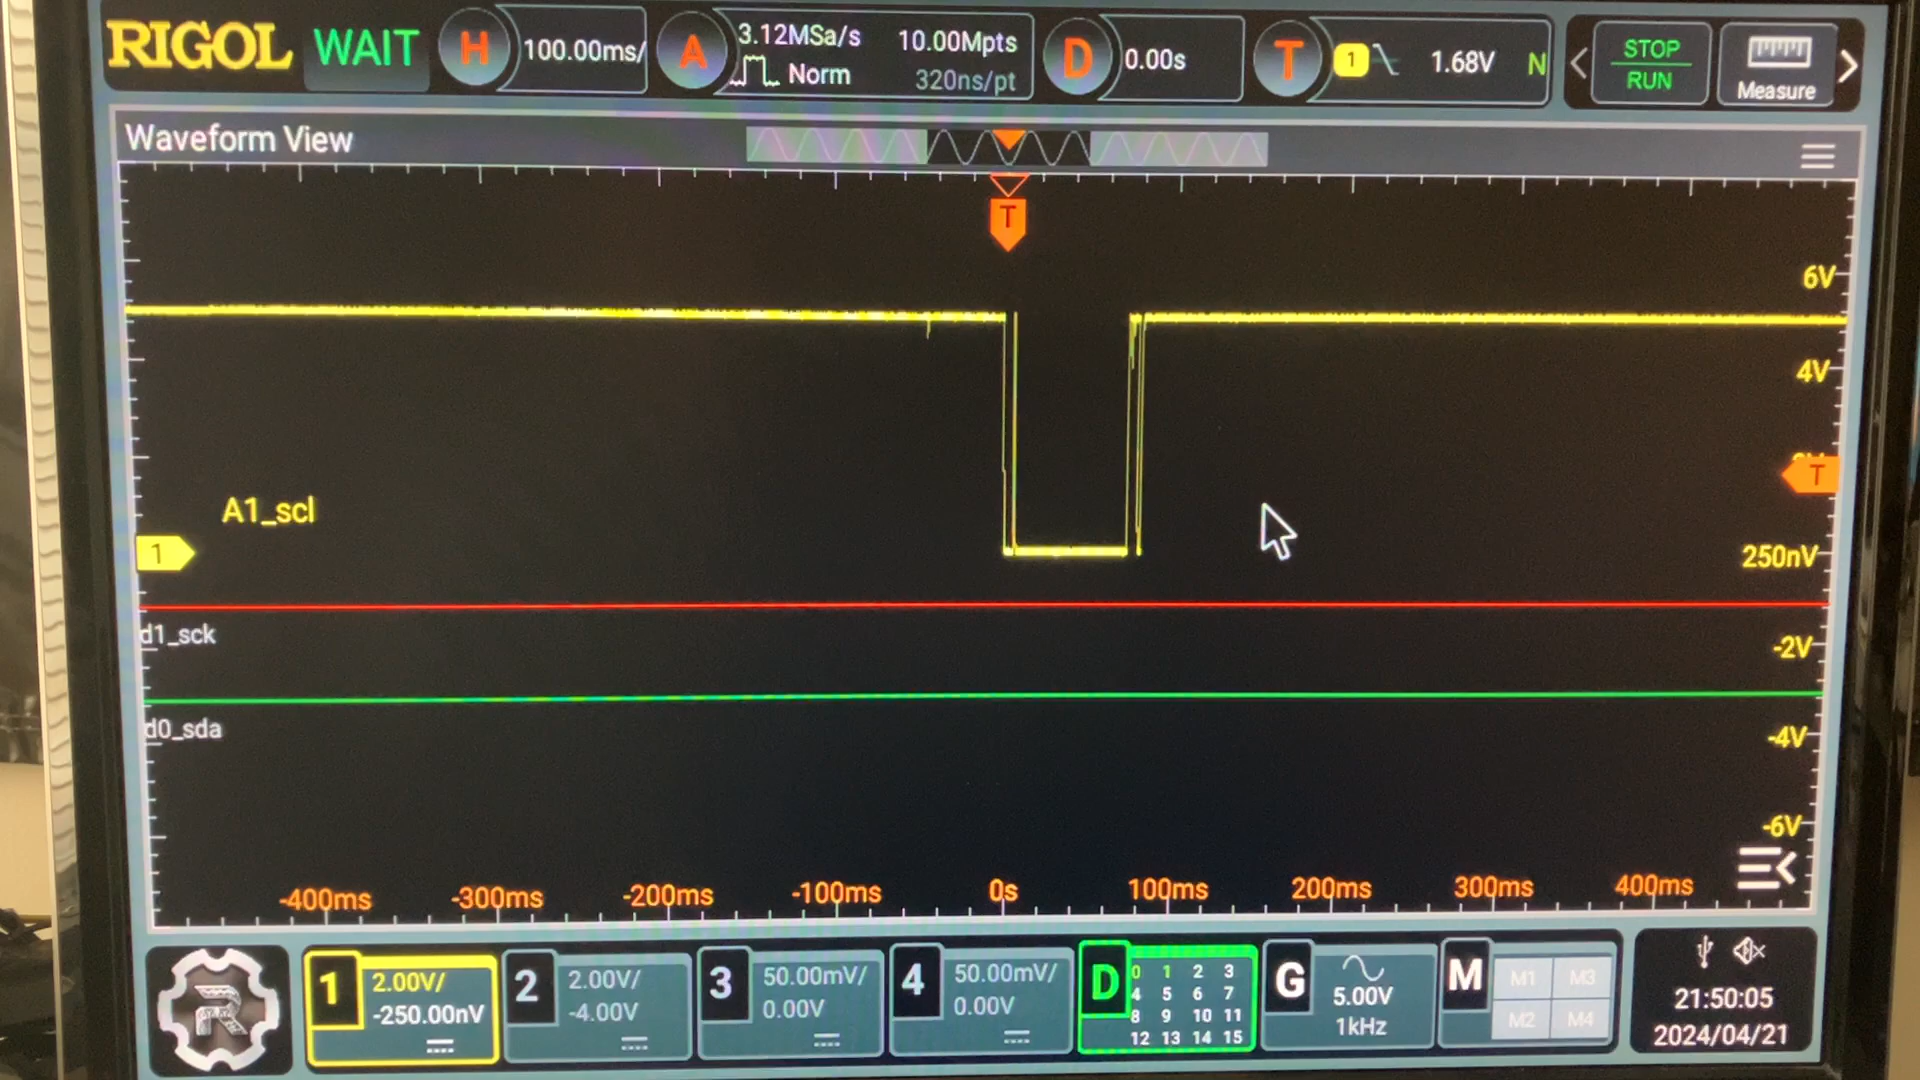 RIGOL WAIT H 100.00ms/ A 3.12MSa/s 10.00Mpts D 0.00s T 1 1.68V N STOP
Norm 320ns/pt RUN Measure
Waveform View
T
6V
4V
T
A1_scl
1
250nV
d1_sck
-2V
d0_sda
-4V
-6V
-400ms -300ms -200ms -100ms 0s 100ms 200ms 300ms 400ms
1 2.00V/ -250.00nV
2 2.00V/ -4.00V
3 50.00mV/ 0.00V
4 50.00mV/ 0.00V
D 0 1 2 3
4 5 6 7
8 9 10 11
12 13 14 15
G 5.00V 1kHz
M M1 M3
M2 M4
21:50:05
2024/04/21
R